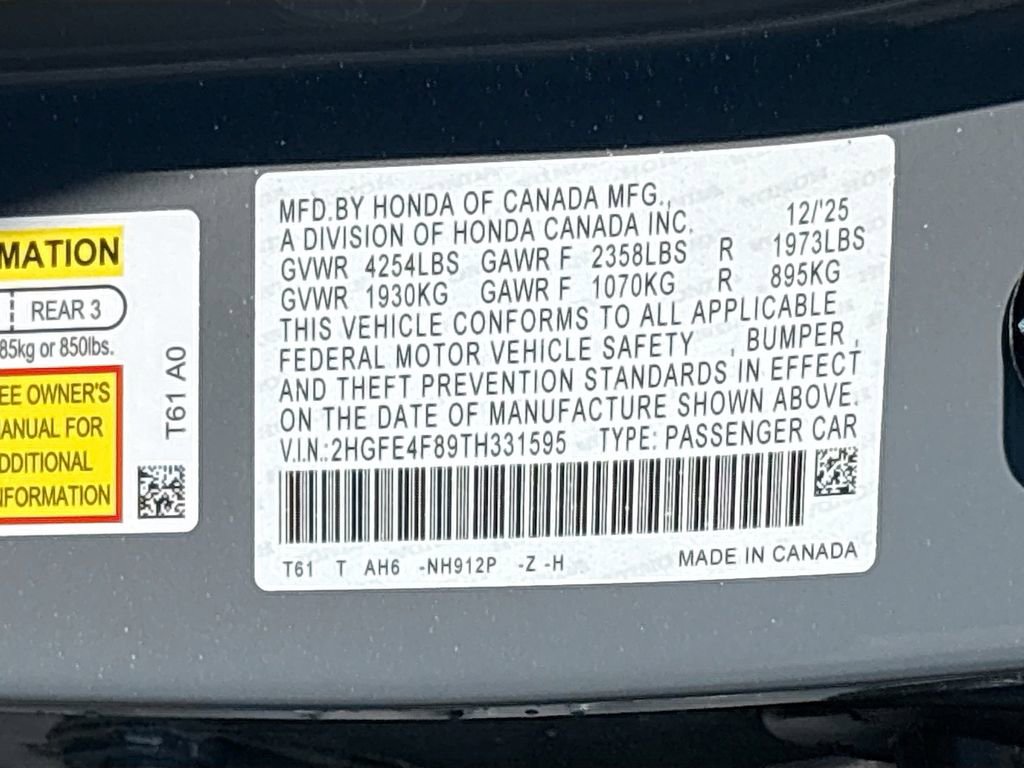 MATION
REAR 3
85kg or 850lbs.
EE OWNER'S
ANUAL FOR
DDITIONAL
NFORMATION
T61 A0
MFD.BY HONDA OF CANADA MFG.,
A DIVISION OF HONDA CANADA INC. 12/'25
GVWR 4254LBS GAWR F 2358LBS R 1973LBS
GVWR 1930KG GAWR F 1070KG R 895KG
THIS VEHICLE CONFORMS TO ALL APPLICABLE
FEDERAL MOTOR VEHICLE SAFETY , BUMPER ,
AND THEFT PREVENTION STANDARDS IN EFFECT
ON THE DATE OF MANUFACTURE SHOWN ABOVE.
V.I.N.:2HGFE4F89TH331595 TYPE: PASSENGER CAR
T61 T AH6 -NH912P -Z -H MADE IN CANADA